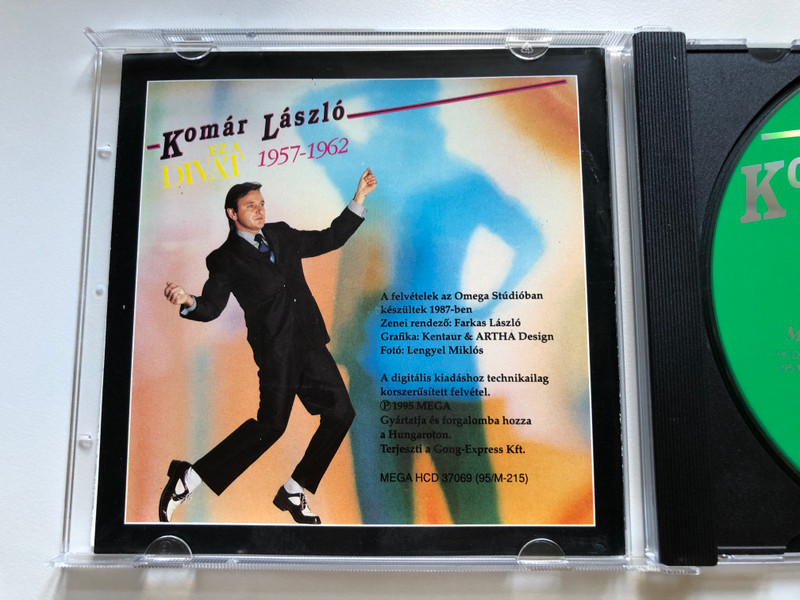 Komár László
EZ A
DIVAT 1957-1962
A felvételek az Omega Stúdióban
készültek 1987-ben
Zenei rendező: Farkas László
Grafika: Kentaur & ARTHA Design
Fotó: Lengyel Miklós
A digitális kiadáshoz technikailag
korszerűsített felvétel.
Ⓟ 1995 MEGA
Gyártatja és forgalomba hozza
a Hungaroton.
Terjeszti a Gong-Express Kft.
MEGA HCD 37069 (95/M-215)